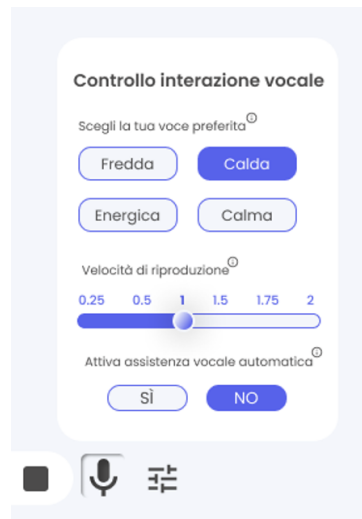 Controllo interazione vocale
Scegli la tua voce preferita
Fredda Calda
Energica Calma
Velocità di riproduzione
0.25 0.5 1 1.5 1.75 2
Attiva assistenza vocale automatica
SÌ NO